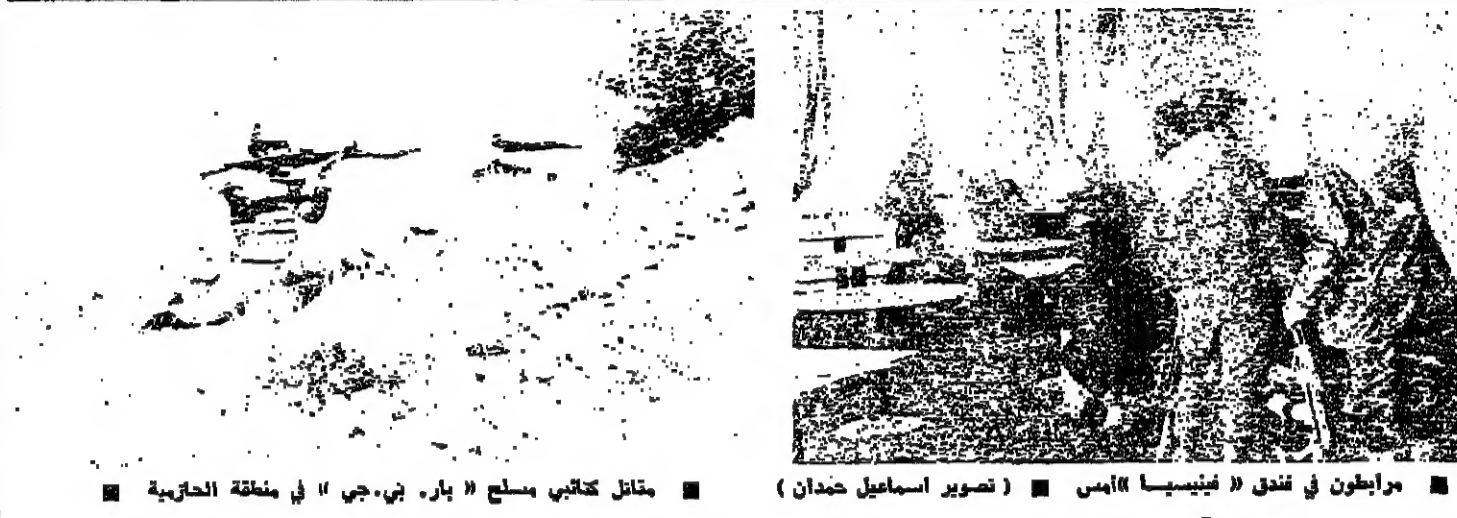 ■ مرابطون في فندق « فينيسيا »أمس ■ ( تصوير اسماعيل حمدان )
■ مقاتل كتائبي مسلح « بار. بي.جي » في منطقة الحازمية ■